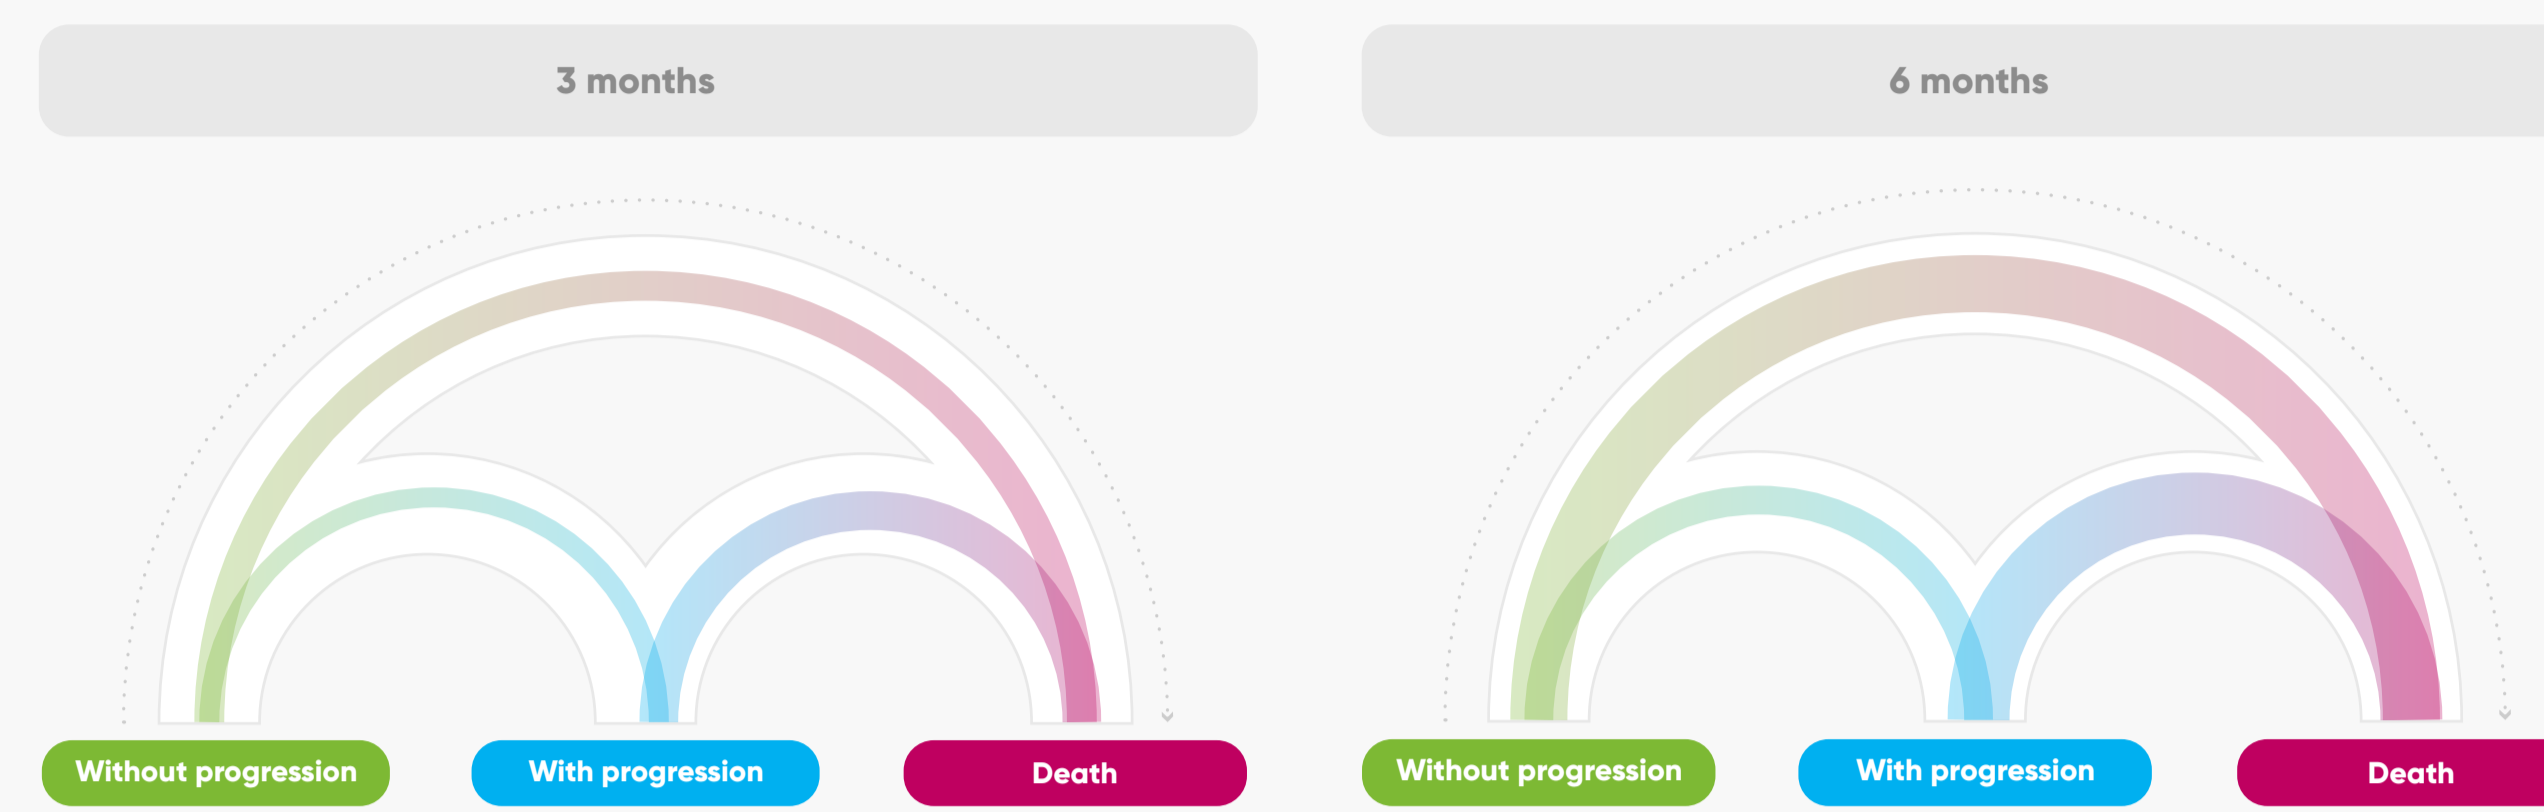 3 months
6 months
Without progression
With progression
Death
Without progression
With progression
Death